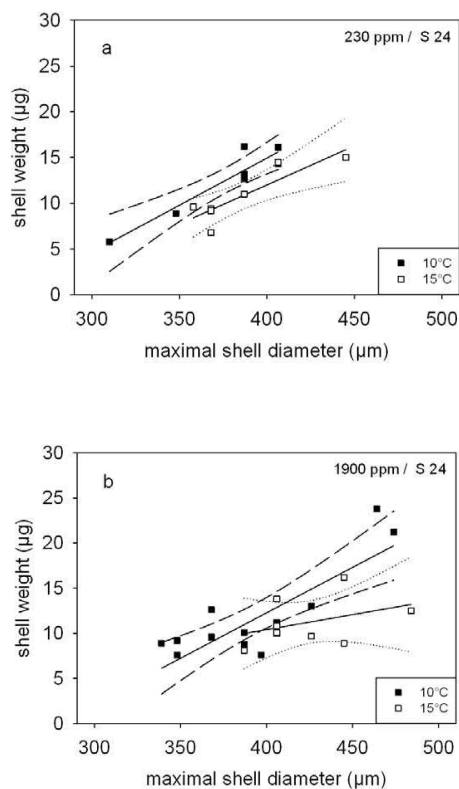 a
230 ppm / S 24
30
25
20
15
10
5
0
shell weight (µg)
10°C
15°C
300 350 400 450 500
maximal shell diameter (µm)
b
1900 ppm / S 24
30
25
20
15
10
5
0
shell weight (µg)
10°C
15°C
300 350 400 450 500
maximal shell diameter (µm)